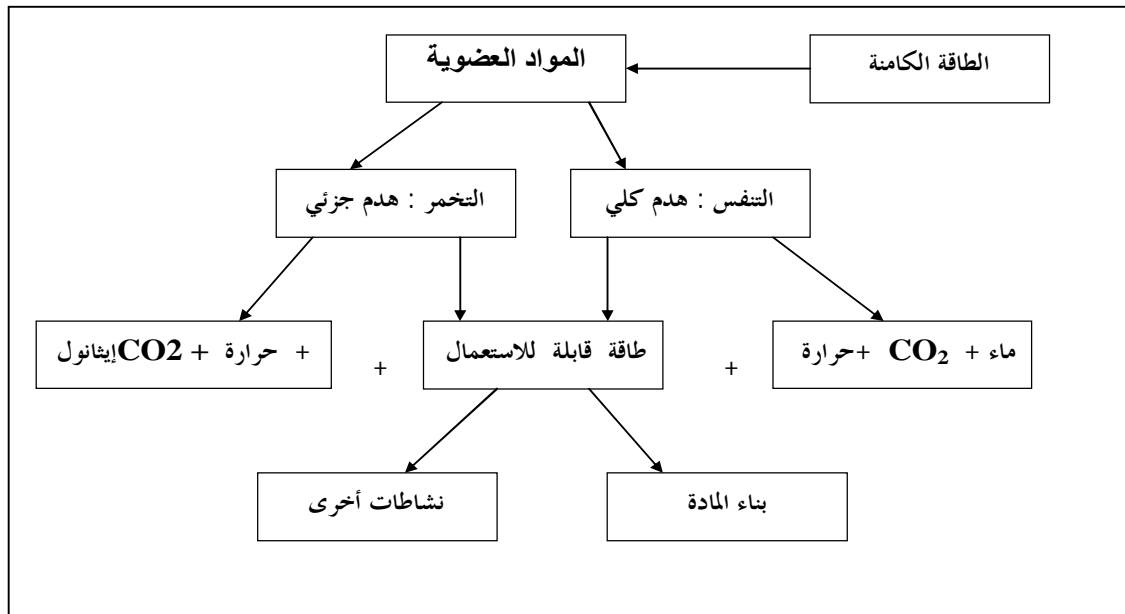 المواد العضوية
الطاقة الكامنة
التنفس : هدم كلي
التخمر : هدم جزئي
ماء + CO₂ +حرارة
+
طاقة قابلة للاستعمال
+
+ حرارة + CO2إيثانول
بناء المادة
نشاطات أخرى